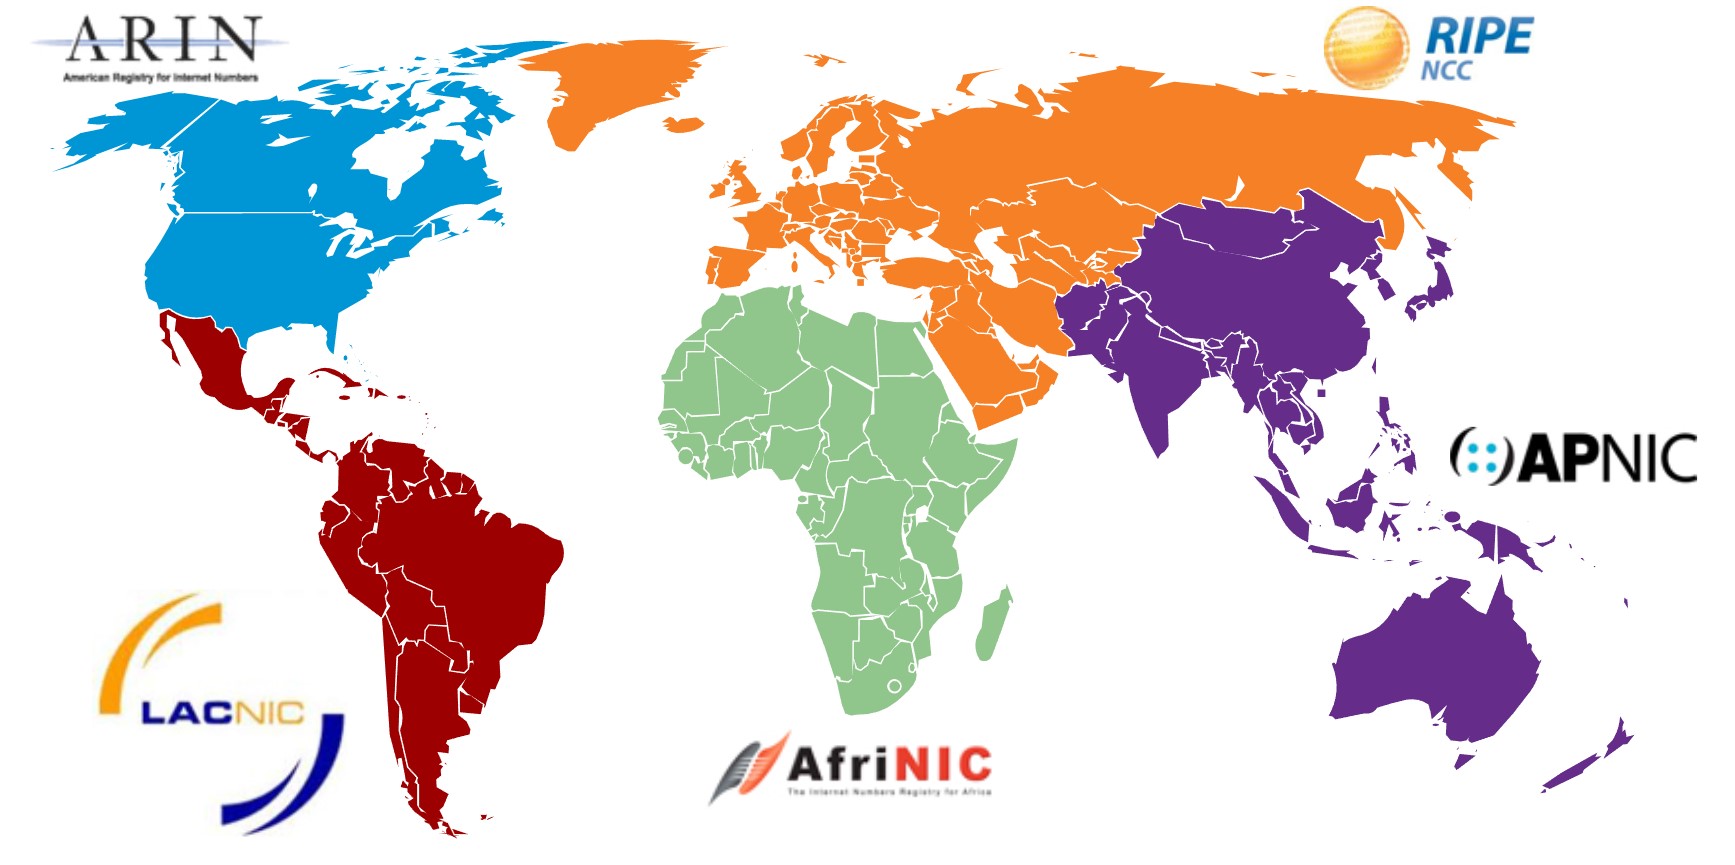 ARIN
American Registry for Internet Numbers
RIPE
NCC
APNIC
LACNIC
AfriNIC
The Internet Numbers Registry for Africa